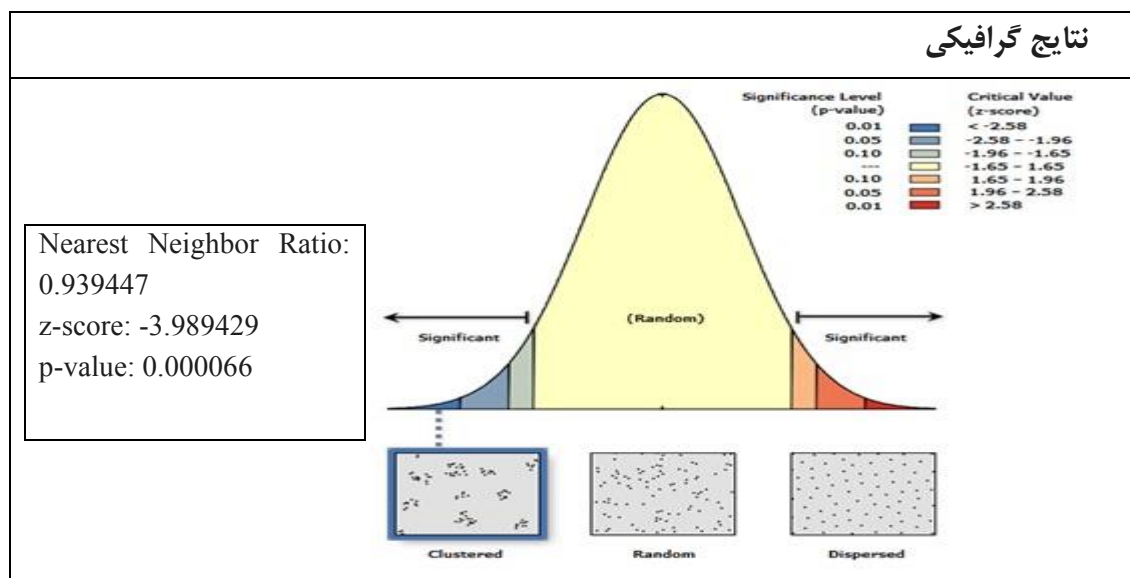 نتایج گرافیکی
Significance Level (p-value)
Critical Value (z-score)
0.01 < -2.58
0.05 -2.58 - -1.96
0.10 -1.96 - -1.65
--- -1.65 - 1.65
0.10 1.65 - 1.96
0.05 1.96 - 2.58
0.01 > 2.58
Nearest Neighbor Ratio:
0.939447
z-score: -3.989429
p-value: 0.000066
Significant
(Random)
Significant
Clustered
Random
Dispersed